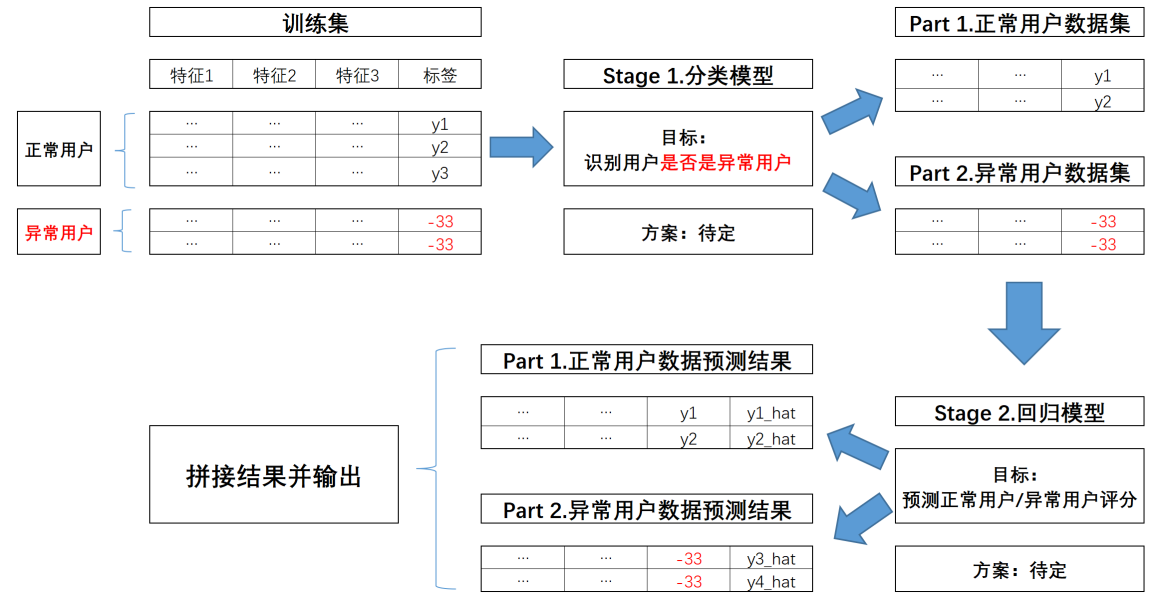 训练集
特征1 特征2 特征3 标签
正常用户
... ... ... y1
... ... ... y2
... ... ... y3
异常用户
... ... ... -33
... ... ... -33
Stage 1.分类模型
目标：
识别用户是否是异常用户
方案：待定
Part 1.正常用户数据集
... ... y1
... ... y2
Part 2.异常用户数据集
... ... -33
... ... -33
Stage 2.回归模型
目标：
预测正常用户/异常用户评分
方案：待定
Part 1.正常用户数据预测结果
... ... y1 y1_hat
... ... y2 y2_hat
Part 2.异常用户数据预测结果
... ... -33 y3_hat
... ... -33 y4_hat
拼接结果并输出